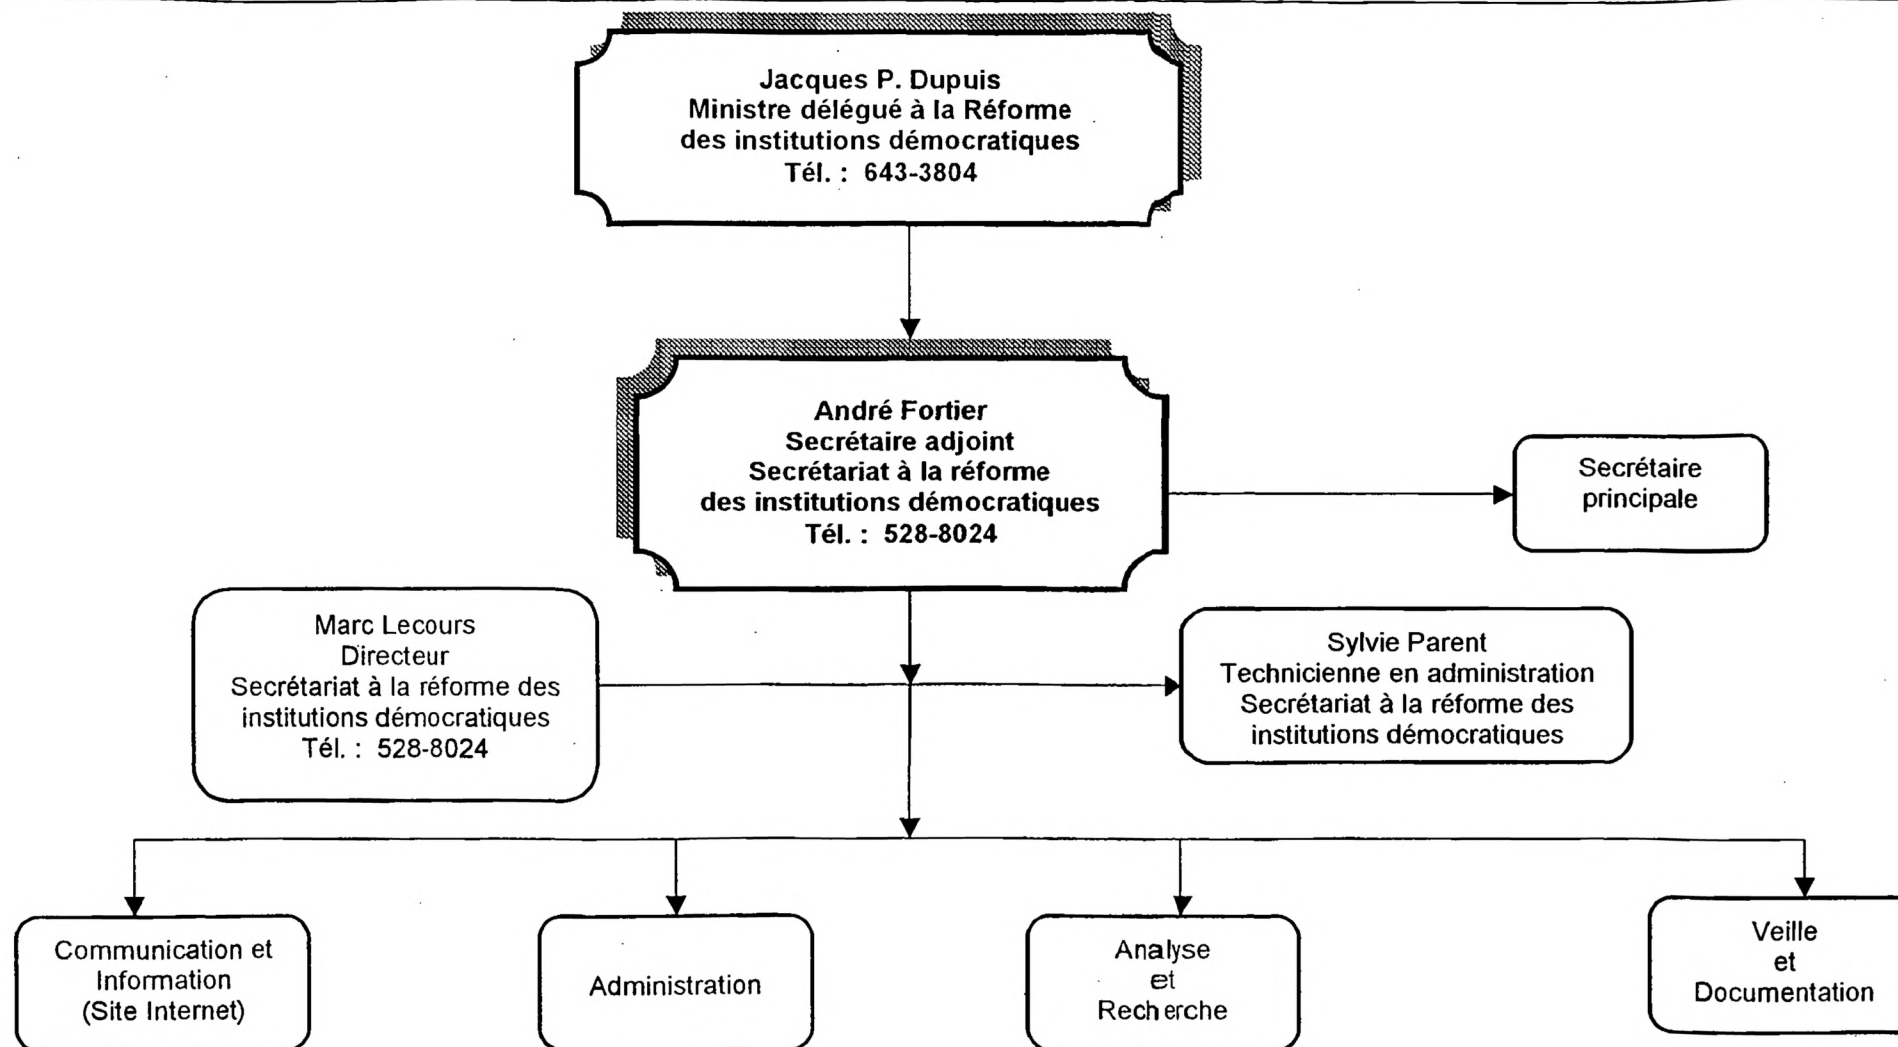 Jacques P. Dupuis
Ministre délégué à la Réforme
des institutions démocratiques
Tél. : 643-3804
André Fortier
Secrétaire adjoint
Secrétariat à la réforme
des institutions démocratiques
Tél. : 528-8024
Secrétaire
principale
Marc Lecours
Directeur
Secrétariat à la réforme des
institutions démocratiques
Tél. : 528-8024
Sylvie Parent
Technicienne en administration
Secrétariat à la réforme des
institutions démocratiques
Communication et
Information
(Site Internet)
Administration
Analyse
et
Recherche
Veille
et
Documentation